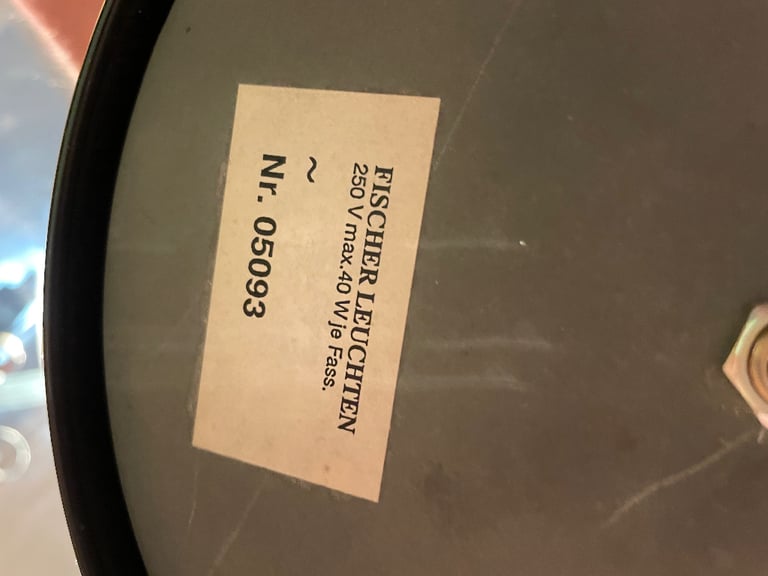 FISCHER LEUCHTEN
250 V max.40 W je Fass.
~
Nr. 05093